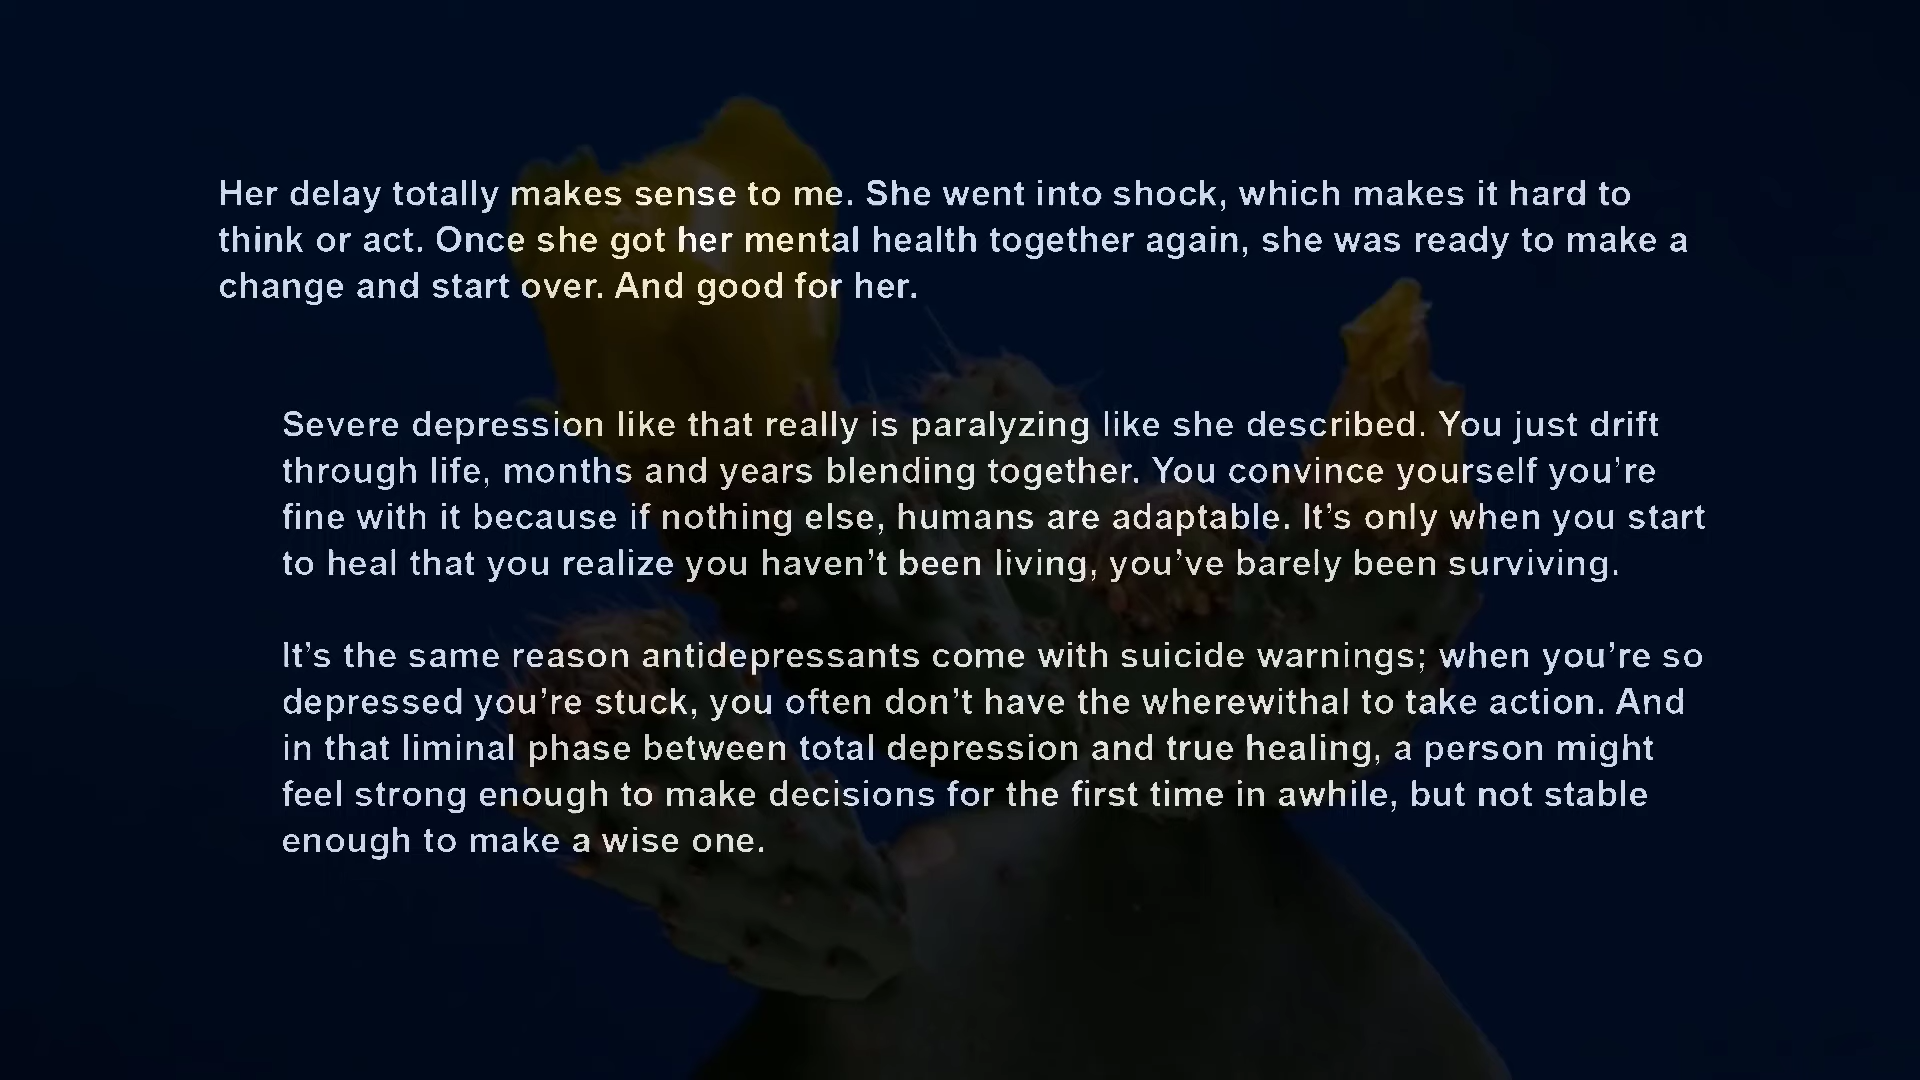 Her delay totally makes sense to me. She went into shock, which makes it hard to
think or act. Once she got her mental health together again, she was ready to make a
change and start over. And good for her.
Severe depression like that really is paralyzing like she described. You just drift
through life, months and years blending together. You convince yourself you’re
fine with it because if nothing else, humans are adaptable. It’s only when you start
to heal that you realize you haven’t been living, you’ve barely been surviving.
It’s the same reason antidepressants come with suicide warnings; when you’re so
depressed you’re stuck, you often don’t have the wherewithal to take action. And
in that liminal phase between total depression and true healing, a person might
feel strong enough to make decisions for the first time in awhile, but not stable
enough to make a wise one.